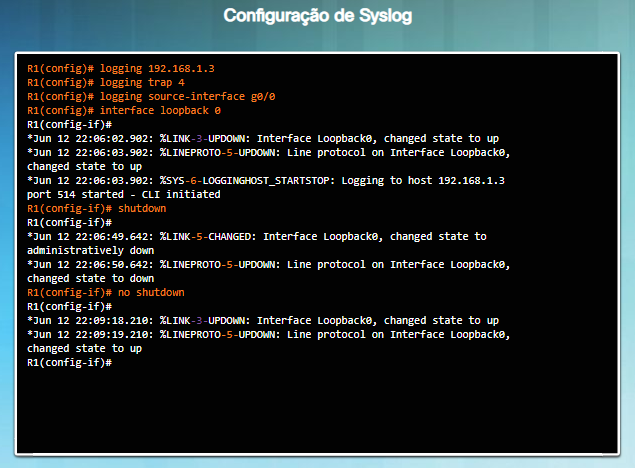 Configuração de Syslog
R1(config)# logging 192.168.1.3
R1(config)# logging trap 4
R1(config)# logging source-interface g0/0
R1(config)# interface loopback 0
R1(config-if)#
*Jun 12 22:06:02.902: %LINK-3-UPDOWN: Interface Loopback0, changed state to up
*Jun 12 22:06:03.902: %LINEPROTO-5-UPDOWN: Line protocol on Interface Loopback0,
changed state to up
*Jun 12 22:06:03.902: %SYS-6-LOGGINGHOST_STARTSTOP: Logging to host 192.168.1.3
port 514 started - CLI initiated
R1(config-if)# shutdown
R1(config-if)#
*Jun 12 22:06:49.642: %LINK-5-CHANGED: Interface Loopback0, changed state to
administratively down
*Jun 12 22:06:50.642: %LINEPROTO-5-UPDOWN: Line protocol on Interface Loopback0,
changed state to down
R1(config-if)# no shutdown
R1(config-if)#
*Jun 12 22:09:18.210: %LINK-3-UPDOWN: Interface Loopback0, changed state to up
*Jun 12 22:09:19.210: %LINEPROTO-5-UPDOWN: Line protocol on Interface Loopback0,
changed state to up
R1(config-if)#